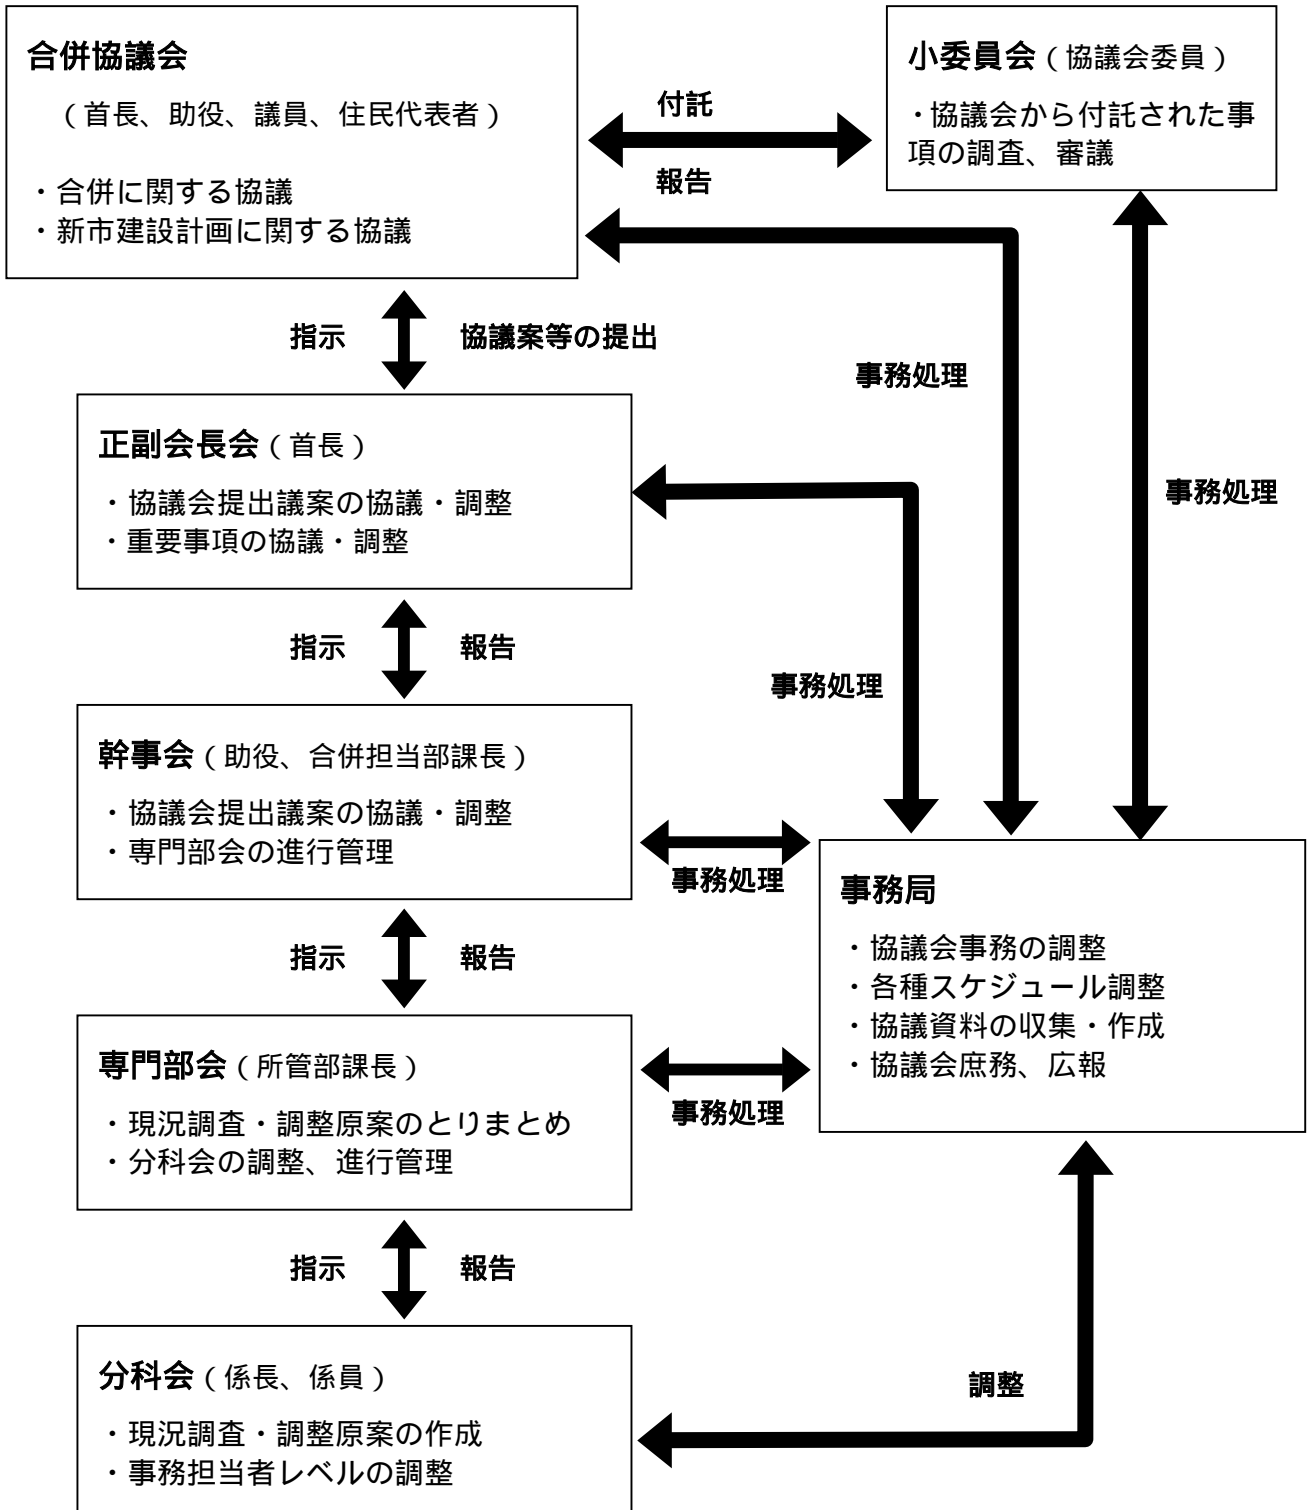 合併協議会
（首長、助役、議員、住民代表者）
・合併に関する協議
・新市建設計画に関する協議
付託
報告
小委員会（協議会委員）
・協議会から付託された事
項の調査、審議
指示
協議案等の提出
事務処理
事務処理
正副会長会（首長）
・協議会提出議案の協議・調整
・重要事項の協議・調整
指示
報告
事務処理
幹事会（助役、合併担当部課長）
・協議会提出議案の協議・調整
・専門部会の進行管理
事務処理
事務局
・協議会事務の調整
・各種スケジュール調整
・協議資料の収集・作成
・協議会庶務、広報
指示
報告
専門部会（所管部課長）
・現況調査・調整原案のとりまとめ
・分科会の調整、進行管理
事務処理
指示
報告
分科会（係長、係員）
・現況調査・調整原案の作成
・事務担当者レベルの調整
調整